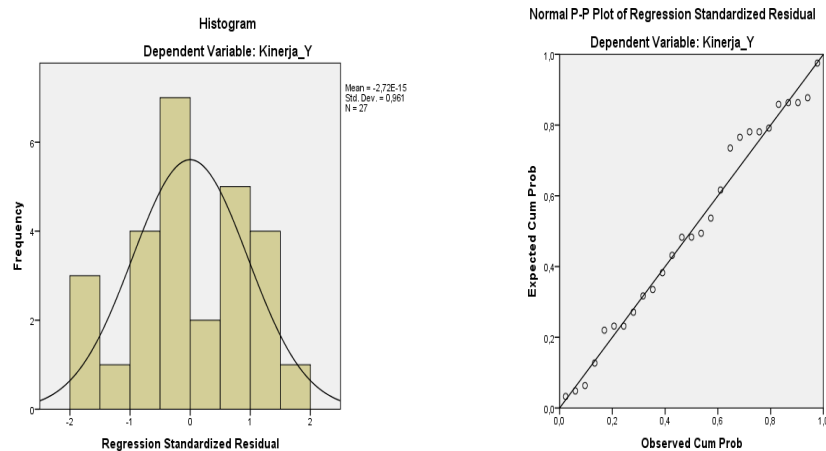 Histogram
Dependent Variable: Kinerja_Y
Mean = -2,72E-15
Std. Dev. = 0,961
N = 27
Frequency
6
4
2
0
-2 -1 0 1 2
Regression Standardized Residual
Normal P-P Plot of Regression Standardized Residual
Dependent Variable: Kinerja_Y
Expected Cum Prob
1,0
0,8
0,6
0,4
0,2
0,0
0,0 0,2 0,4 0,6 0,8 1,0
Observed Cum Prob